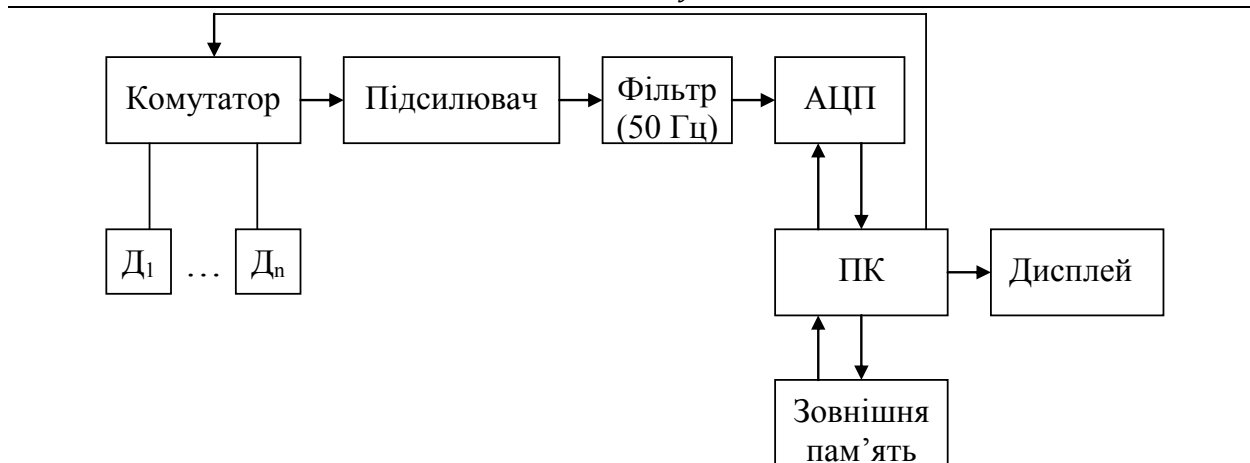 Комутатор
Підсилювач
Фільтр
(50 Гц)
АЦП
Д1 … Дn
ПК
Дисплей
Зовнішня
пам’ять